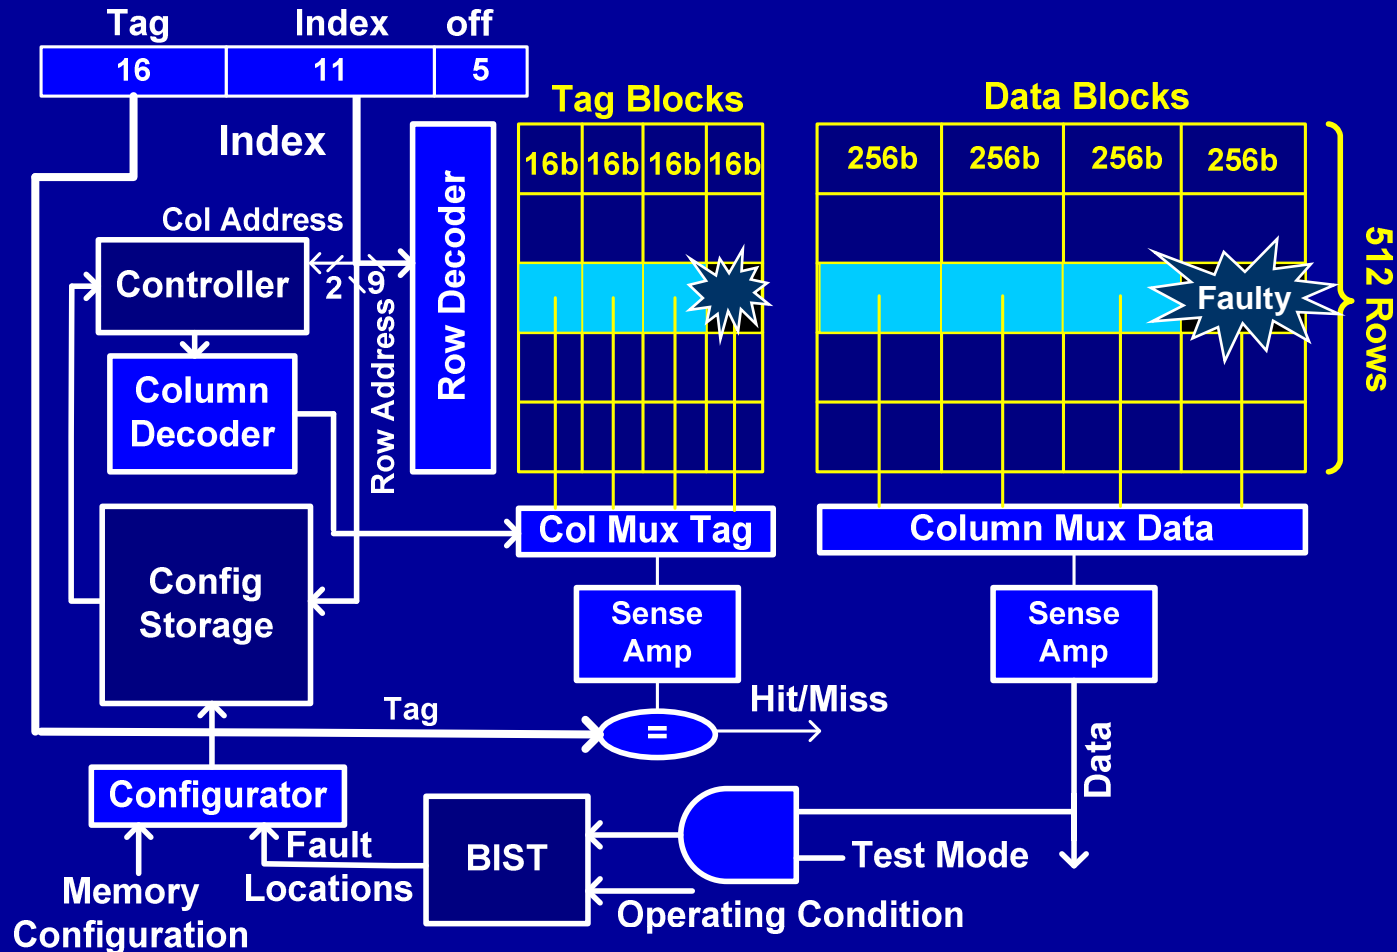 Tag Index off
16 11 5
Index
Tag Blocks
Data Blocks
16b 16b 16b 16b
256b 256b 256b 256b
Row Decoder
Col Address
Controller
2 9
Row Address
Faulty
512 Rows
Column
Decoder
Col Mux Tag
Column Mux Data
Config
Storage
Sense
Amp
Sense
Amp
Tag
=
Hit/Miss
Data
Configurator
Fault
Locations
BIST
Test Mode
Operating Condition
Memory
Configuration